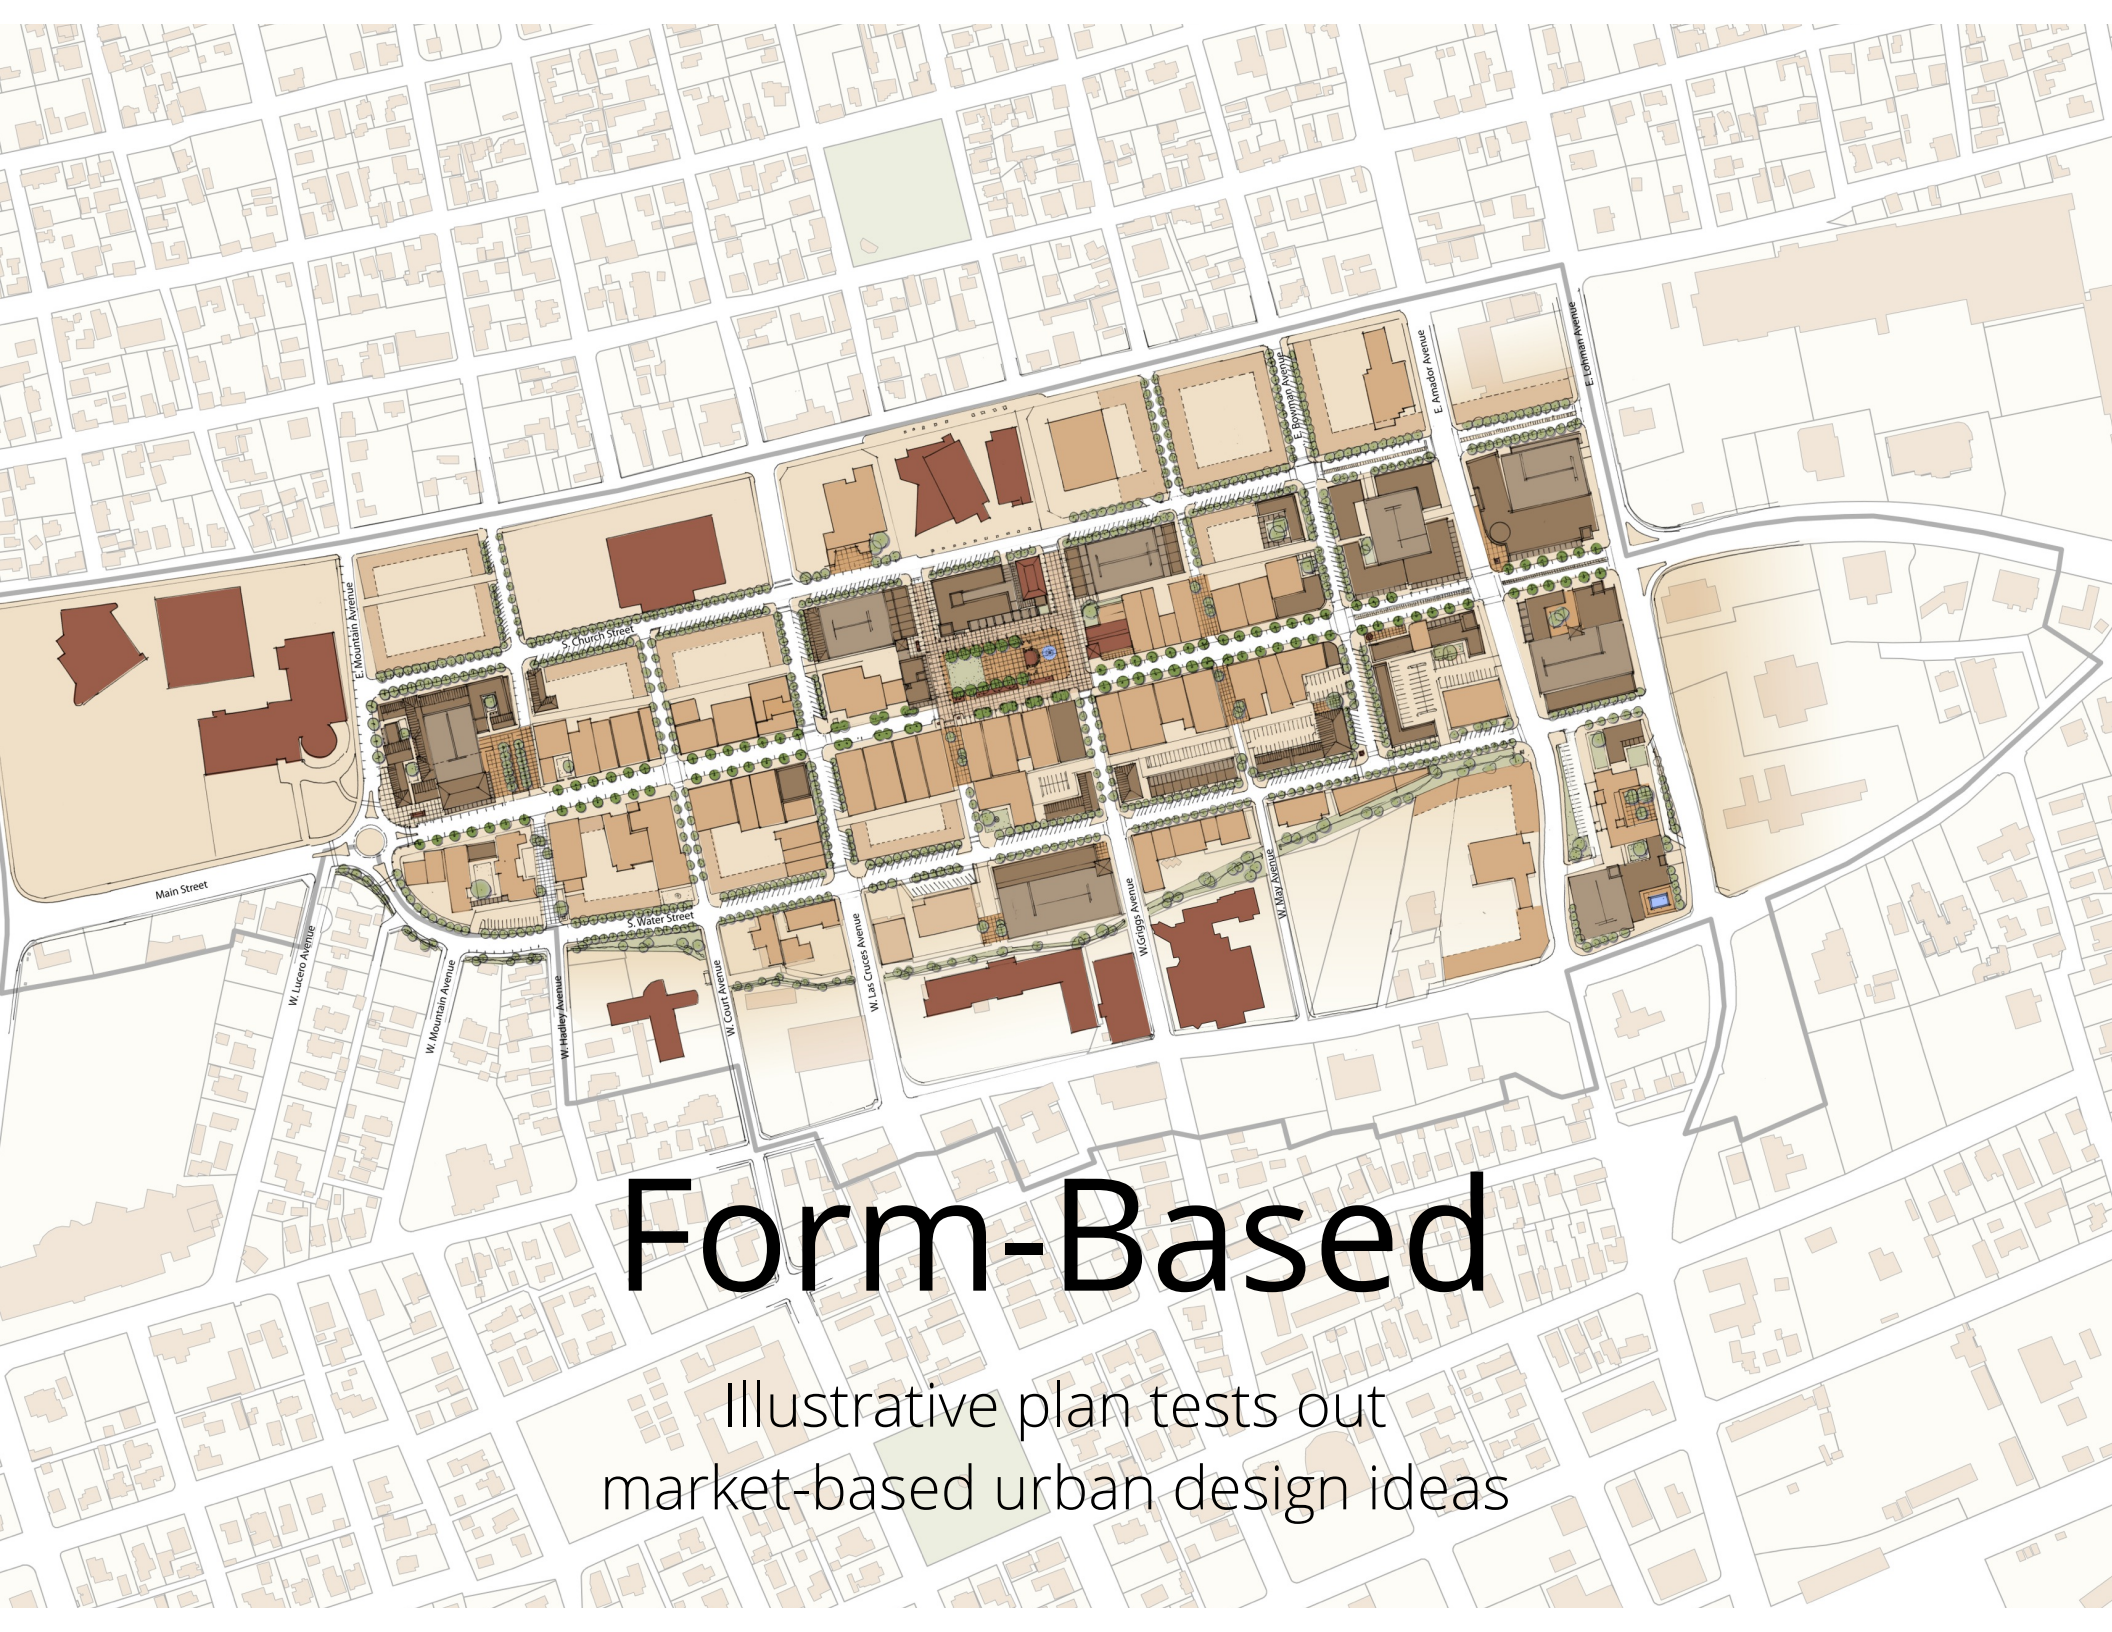 E. Lohman Avenue
E. Amador Avenue
E. Bowman Avenue
E. Mountain Avrenue
S. Church Street
Main Street
S. Water Street
W. May Avenue
W.Griggs Avenue
W. Las Cruces Avenue
W. Court Avenue
W. Hadley Avenue
W. Mountain Avenue
W. Lucero Avenue
Form-Based
Illustrative plan tests out
market-based urban design ideas